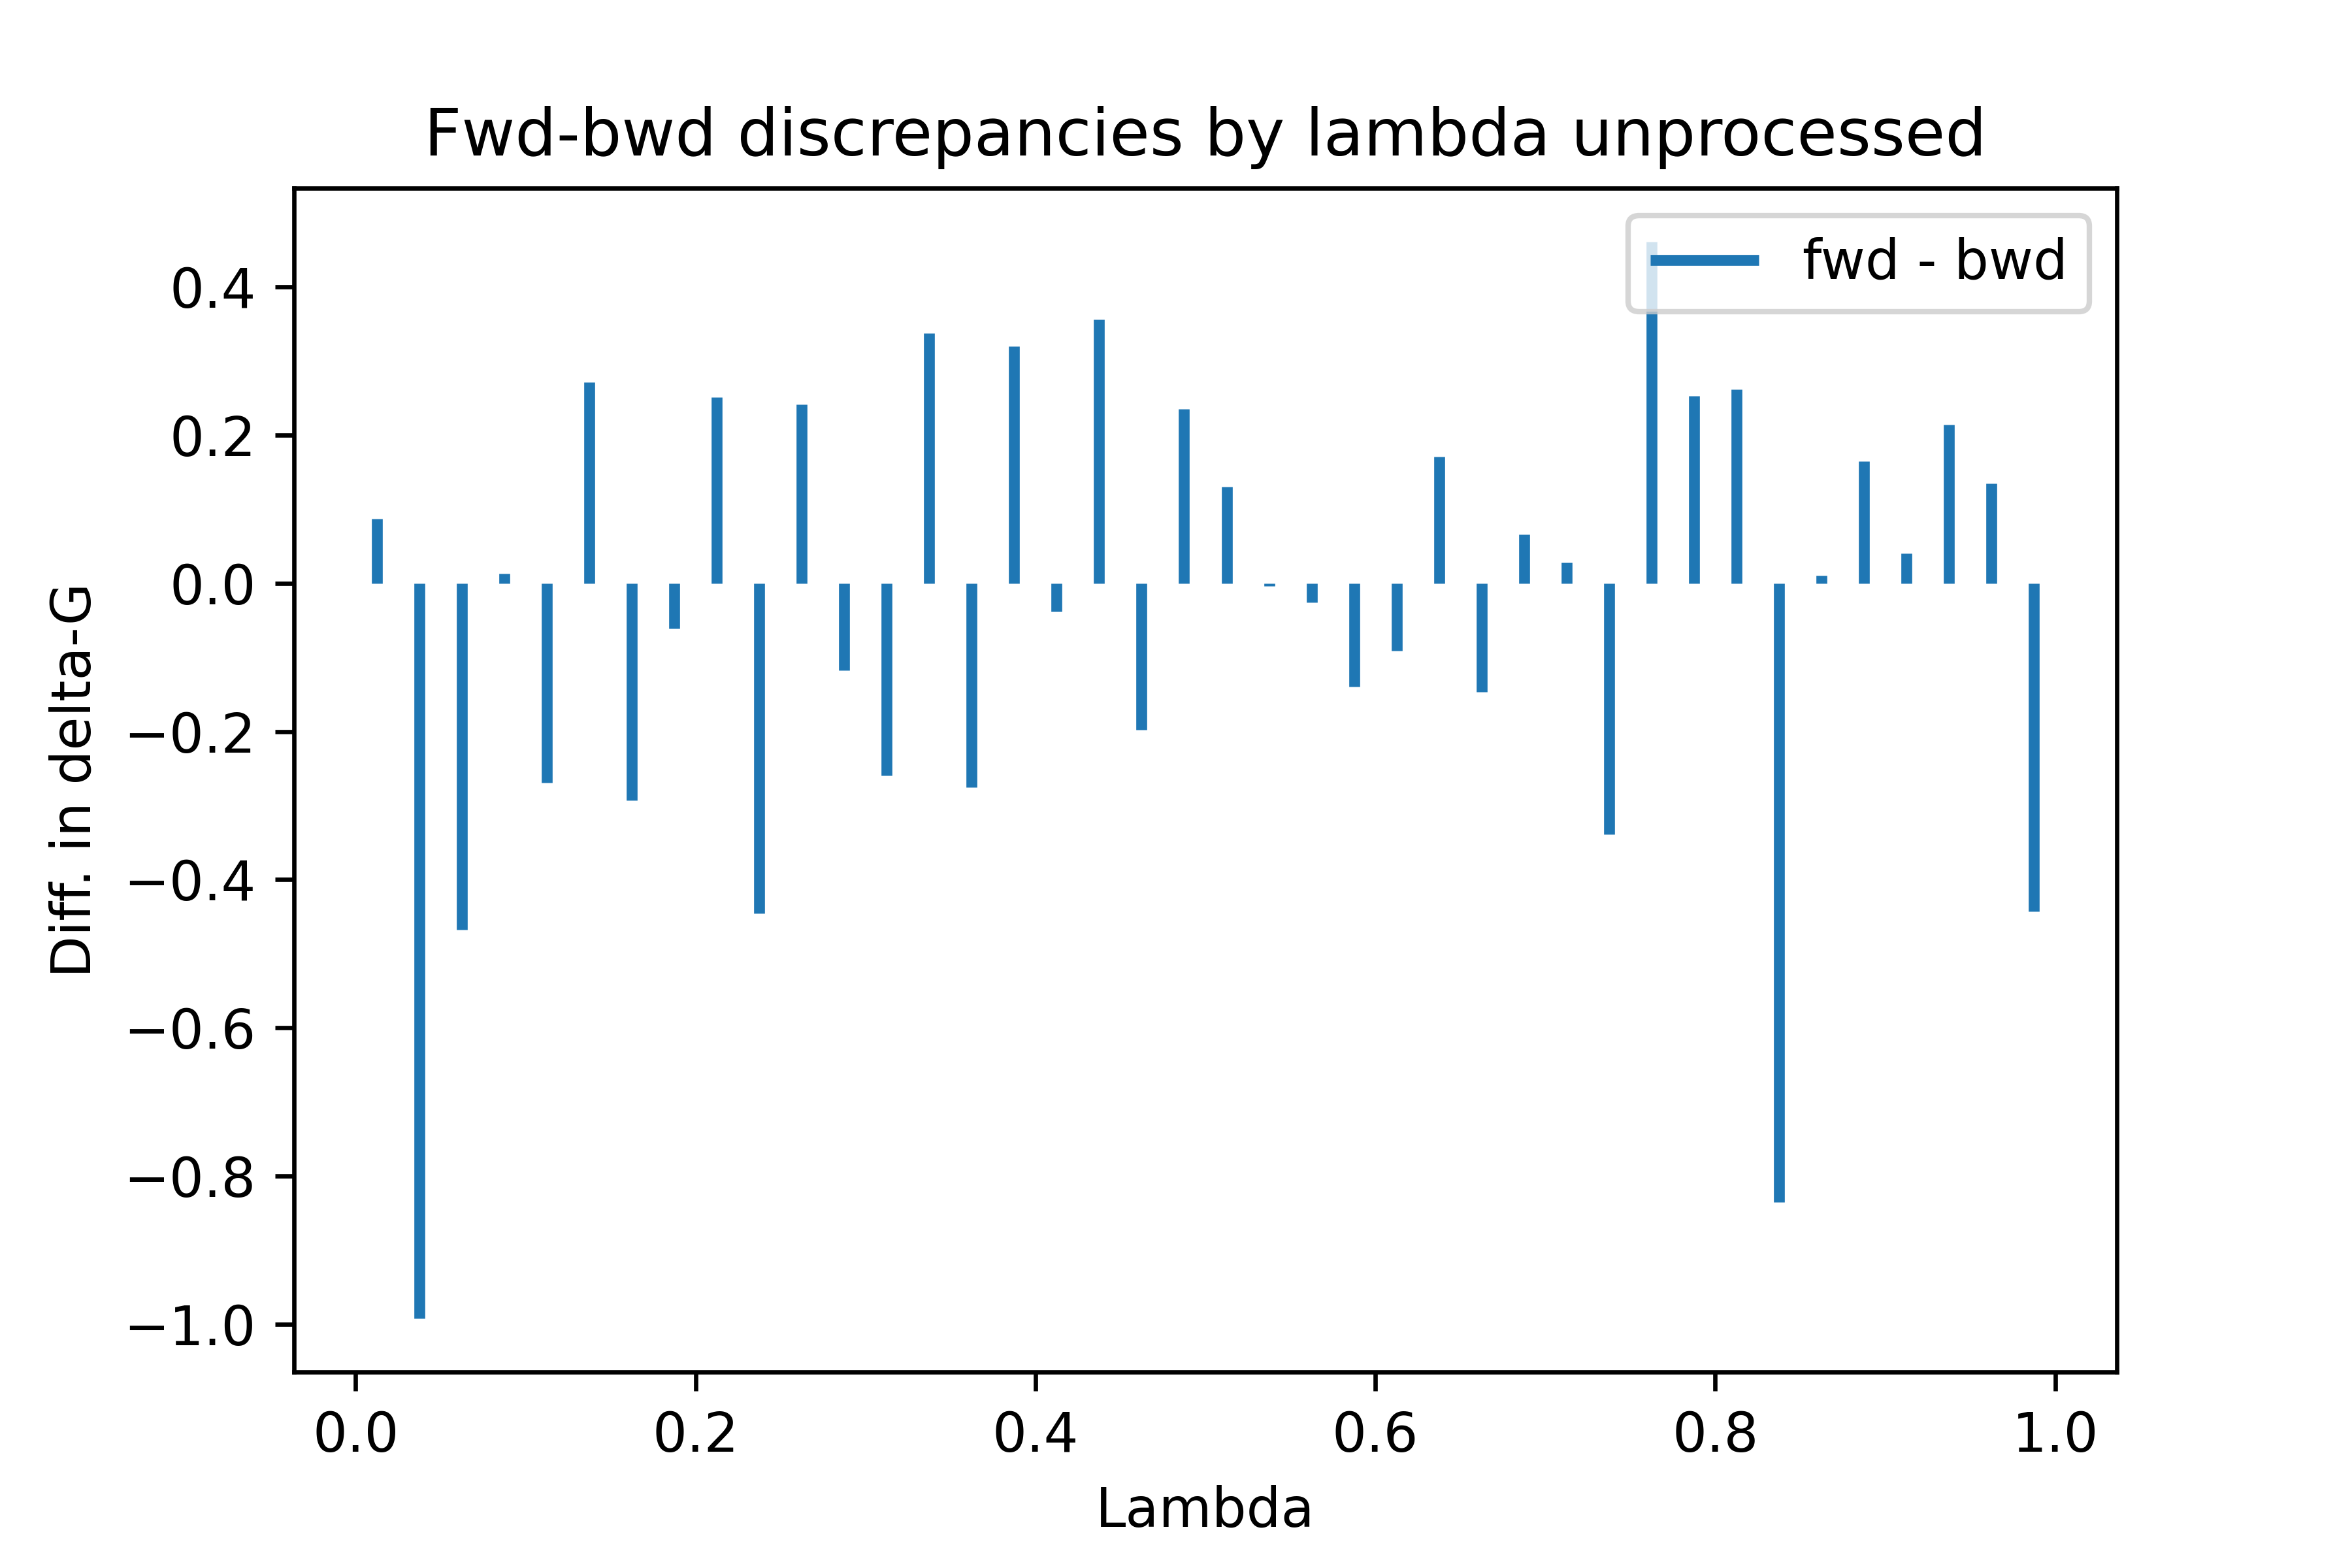 Fwd-bwd discrepancies by lambda unprocessed
fwd - bwd
Diff. in delta-G
0.4
0.2
0.0
−0.2
−0.4
−0.6
−0.8
−1.0
0.0 0.2 0.4 0.6 0.8 1.0
Lambda